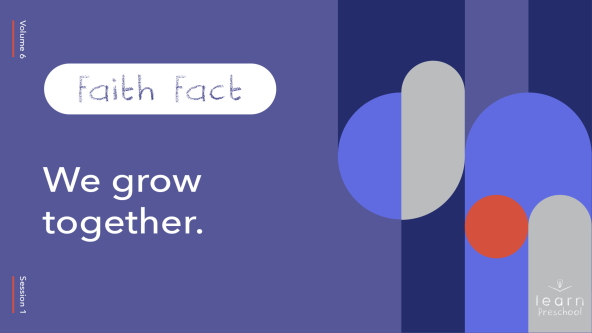 Volume 6
Faith Fact
We grow
together.
Session 1
learn
Preschool